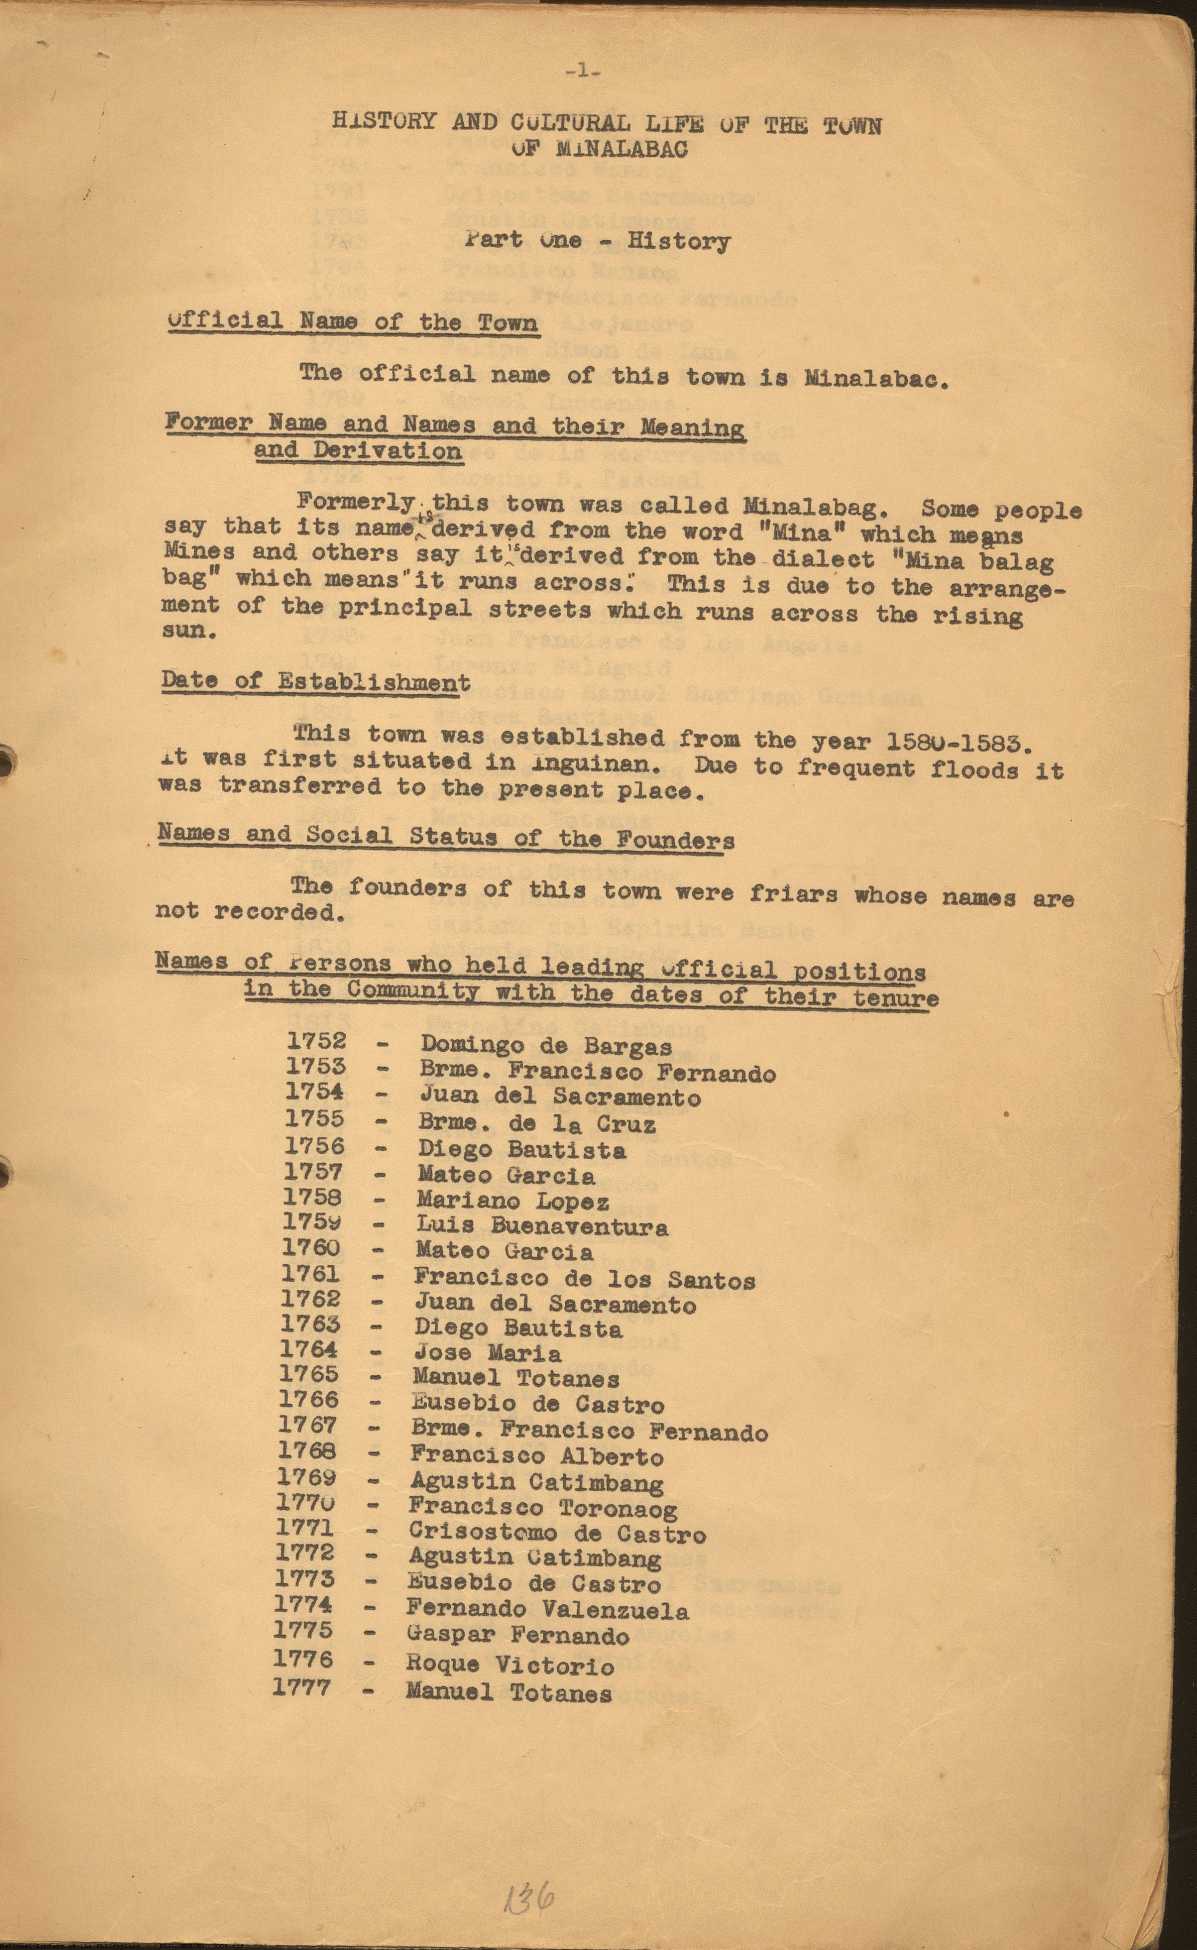 -1-
HISTORY AND CULTURAL LIFE OF THE TOWN
OF MINALABAC
Part One - History
Official Name of the Town
The official name of this town is Minalabac.
Former Name and Names and their Meaning
and Derivation
Formerly this town was called Minalabag. Some people
say that its name is derived from the word "Mina" which means
Mines and others say it is derived from the dialect "Mina balag
bag" which means "it runs across." This is due to the arrange-
ment of the principal streets which runs across the rising
sun.
Date of Establishment
This town was established from the year 1580-1583.
It was first situated in Inguinan. Due to frequent floods it
was transferred to the present place.
Names and Social Status of the Founders
The founders of this town were friars whose names are
not recorded.
Names of Persons who held leading Official positions
in the Community with the dates of their tenure
1752 - Domingo de Bargas
1753 - Brme. Francisco Fernando
1754 - Juan del Sacramento
1755 - Brme. de la Cruz
1756 - Diego Bautista
1757 - Mateo Garcia
1758 - Mariano Lopez
1759 - Luis Buenaventura
1760 - Mateo Garcia
1761 - Francisco de los Santos
1762 - Juan del Sacramento
1763 - Diego Bautista
1764 - Jose Maria
1765 - Manuel Totanes
1766 - Eusebio de Castro
1767 - Brme. Francisco Fernando
1768 - Francisco Alberto
1769 - Agustin Catimbang
1770 - Francisco Toronaog
1771 - Crisostomo de Castro
1772 - Agustin Catimbang
1773 - Eusebio de Castro
1774 - Fernando Valenzuela
1775 - Gaspar Fernando
1776 - Roque Victorio
1777 - Manuel Totanes
136